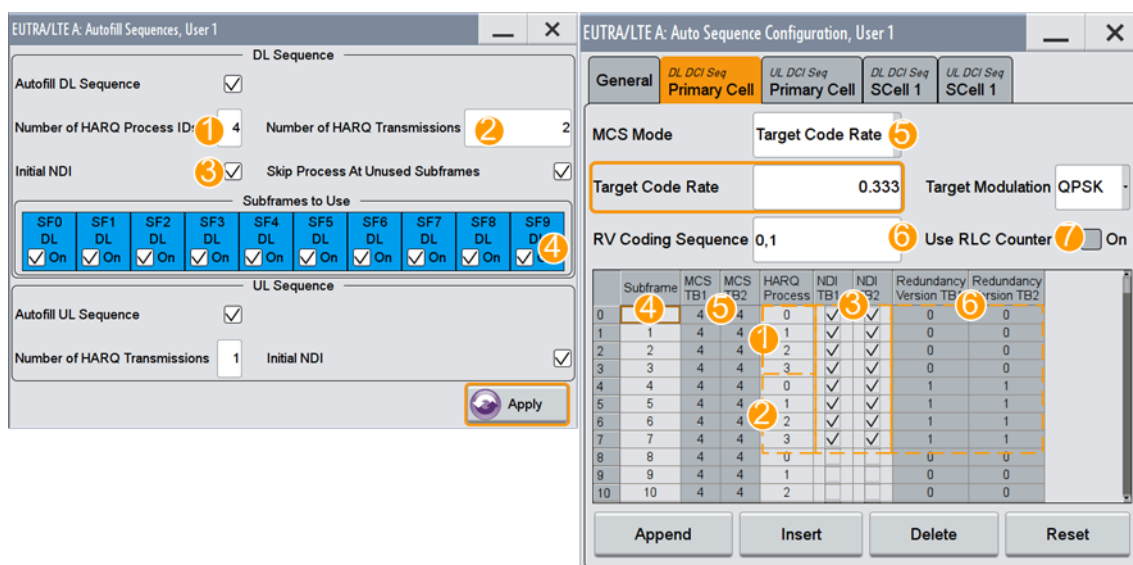 EUTRA/LTE A: Autofill Sequences, User 1
DL Sequence
Autofill DL Sequence
Number of HARQ Process IDs 1 4 Number of HARQ Transmissions 2 2
Initial NDI 3 Skip Process At Unused Subframes
Subframes to Use
SF0 SF1 SF2 SF3 SF4 SF5 SF6 SF7 SF8 SF9
DL DL DL DL DL DL DL DL DL
On On On On On On On On On 4
UL Sequence
Autofill UL Sequence
Number of HARQ Transmissions 1 Initial NDI
Apply
EUTRA/LTE A: Auto Sequence Configuration, User 1
General DL DCI Seq Primary Cell UL DCI Seq Primary Cell DL DCI Seq SCell 1 UL DCI Seq SCell 1
MCS Mode Target Code Rate 5
Target Code Rate 0.333 Target Modulation QPSK
RV Coding Sequence 0,1 6 Use RLC Counter 7 On
Subframe MCS MCS HARQ NDI NDI Redundancy Redundancy
TB1 TB2 Process TB1 TB2 Version TB1 Version TB2
4 5 3 6
0 4 4 0 0 0
1 1 4 4 1 0 0
1
2 2 4 4 2 0 0
3 3 4 4 3 0 0
4 4 4 4 0 1 1
5 5 4 4 1 1 1
2
6 6 4 4 2 1 1
7 7 4 4 3 1 1
8 8 4 4 0 0 0
9 9 4 4 1 0 0
10 10 4 4 2 0 0
Append Insert Delete Reset